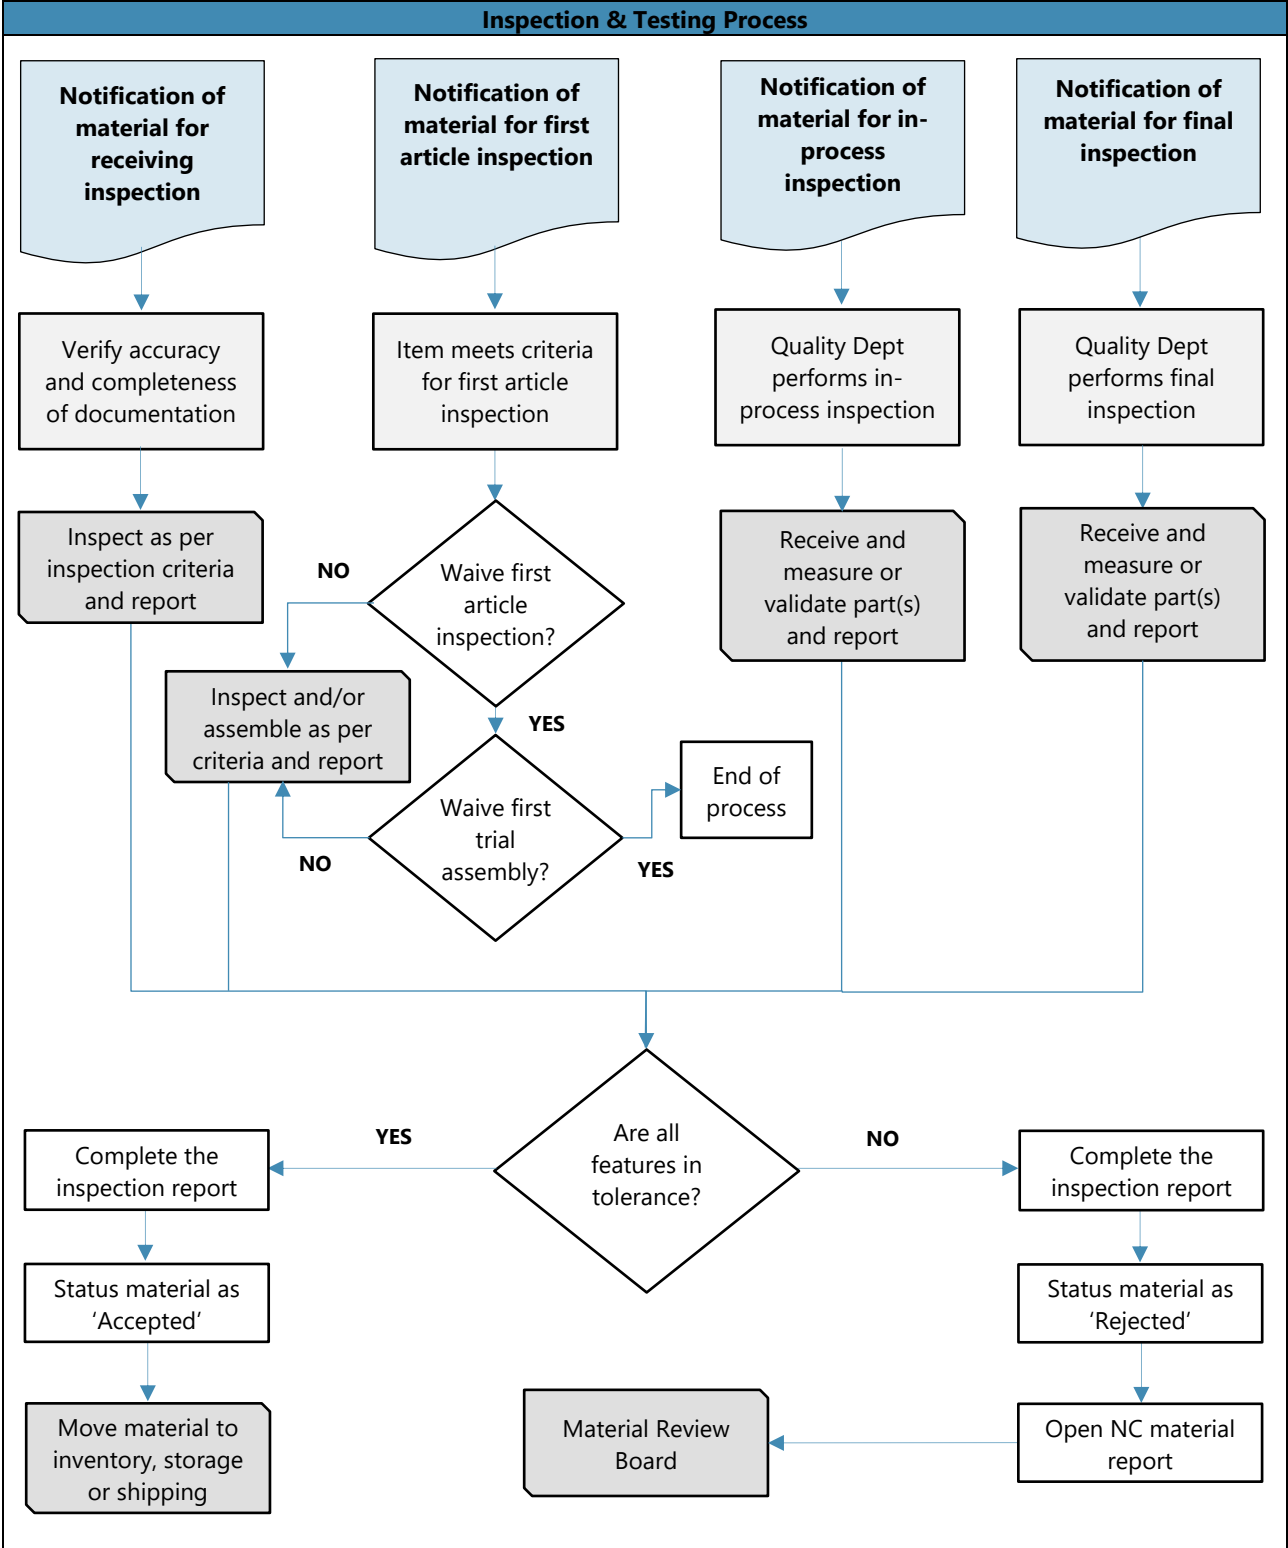 Inspection & Testing Process
Notification of
material for
receiving
inspection
Notification of
material for first
article inspection
Notification of
material for in-
process
inspection
Notification of
material for final
inspection
Verify accuracy
and completeness
of documentation
Item meets criteria
for first article
inspection
Quality Dept
performs in-
process inspection
Quality Dept
performs final
inspection
Inspect as per
inspection criteria
and report
NO
Waive first
article
inspection?
Receive and
measure or
validate part(s)
and report
Receive and
measure or
validate part(s)
and report
Inspect and/or
assemble as per
criteria and report
YES
Waive first
trial
assembly?
End of
process
NO
YES
Are all
features in
tolerance?
YES
NO
Complete the
inspection report
Complete the
inspection report
Status material as
‘Accepted’
Status material as
‘Rejected’
Move material to
inventory, storage
or shipping
Material Review
Board
Open NC material
report